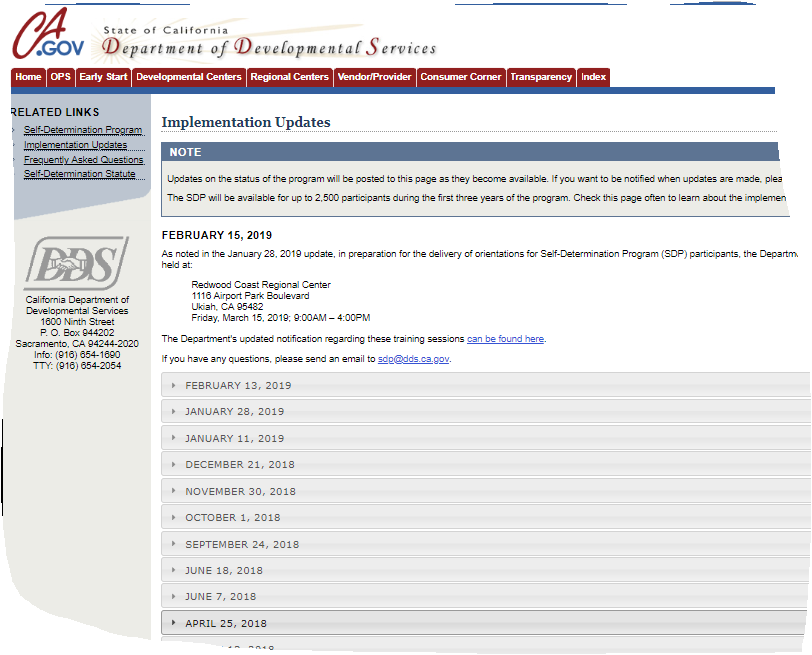 CA
.GOV
State of California
Department of Developmental Services
Home OPS Early Start Developmental Centers Regional Centers Vendor/Provider Consumer Corner Transparency Index
RELATED LINKS
Self-Determination Program
Implementation Updates
Frequently Asked Questions
Self-Determination Statute
DDS
California Department of
Developmental Services
1600 Ninth Street
P. O. Box 944202
Sacramento, CA 94244-2020
Info: (916) 654-1690
TTY: (916) 654-2054
Implementation Updates
NOTE
Updates on the status of the program will be posted to this page as they become available. If you want to be notified when updates are made, plea
The SDP will be available for up to 2,500 participants during the first three years of the program. Check this page often to learn about the implemen
FEBRUARY 15, 2019
As noted in the January 28, 2019 update, in preparation for the delivery of orientations for Self-Determination Program (SDP) participants, the Departm
held at:
Redwood Coast Regional Center
1116 Airport Park Boulevard
Ukiah, CA 95482
Friday, March 15, 2019; 9:00AM – 4:00PM
The Department's updated notification regarding these training sessions can be found here.
If you have any questions, please send an email to sdp@dds.ca.gov.
FEBRUARY 13, 2019
JANUARY 28, 2019
JANUARY 11, 2019
DECEMBER 21, 2018
NOVEMBER 30, 2018
OCTOBER 1, 2018
SEPTEMBER 24, 2018
JUNE 18, 2018
JUNE 7, 2018
APRIL 25, 2018